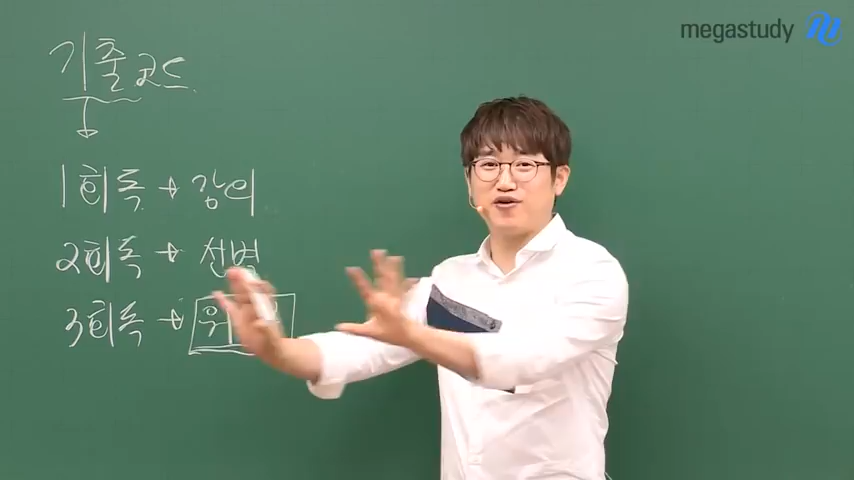 megastudy
기출코드.
1회독 → 강의
2회독 → 선별
3회독 →